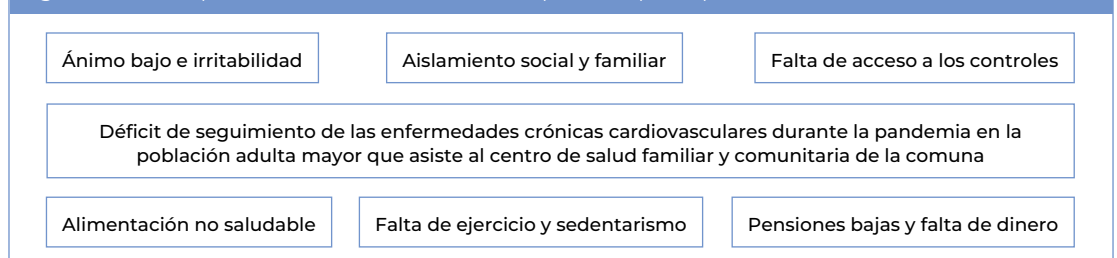 Ánimo bajo e irritabilidad
Aislamiento social y familiar
Falta de acceso a los controles
Déficit de seguimiento de las enfermedades crónicas cardiovasculares durante la pandemia en la
población adulta mayor que asiste al centro de salud familiar y comunitaria de la comuna
Alimentación no saludable
Falta de ejercicio y sedentarismo
Pensiones bajas y falta de dinero